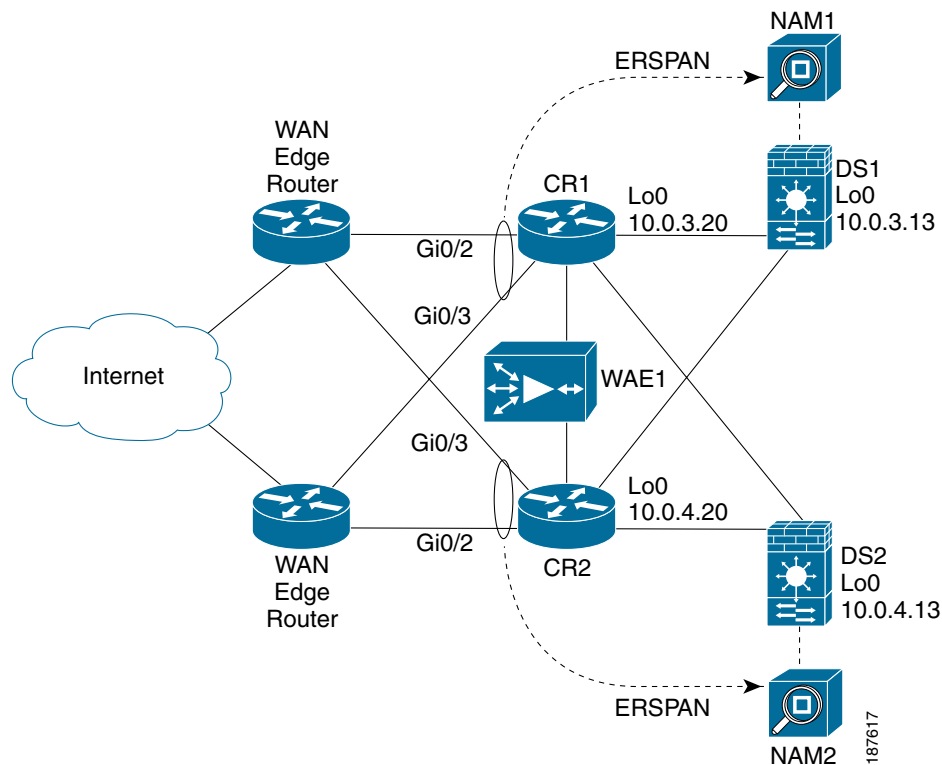 NAM1
ERSPAN
WAN
Edge
Router
CR1
DS1
Lo0
10.0.3.13
Lo0
10.0.3.20
Gi0/2
Gi0/3
Internet
WAE1
Gi0/3
Lo0
10.0.4.20
Gi0/2
CR2
WAN
Edge
Router
DS2
Lo0
10.0.4.13
ERSPAN
NAM2
187617